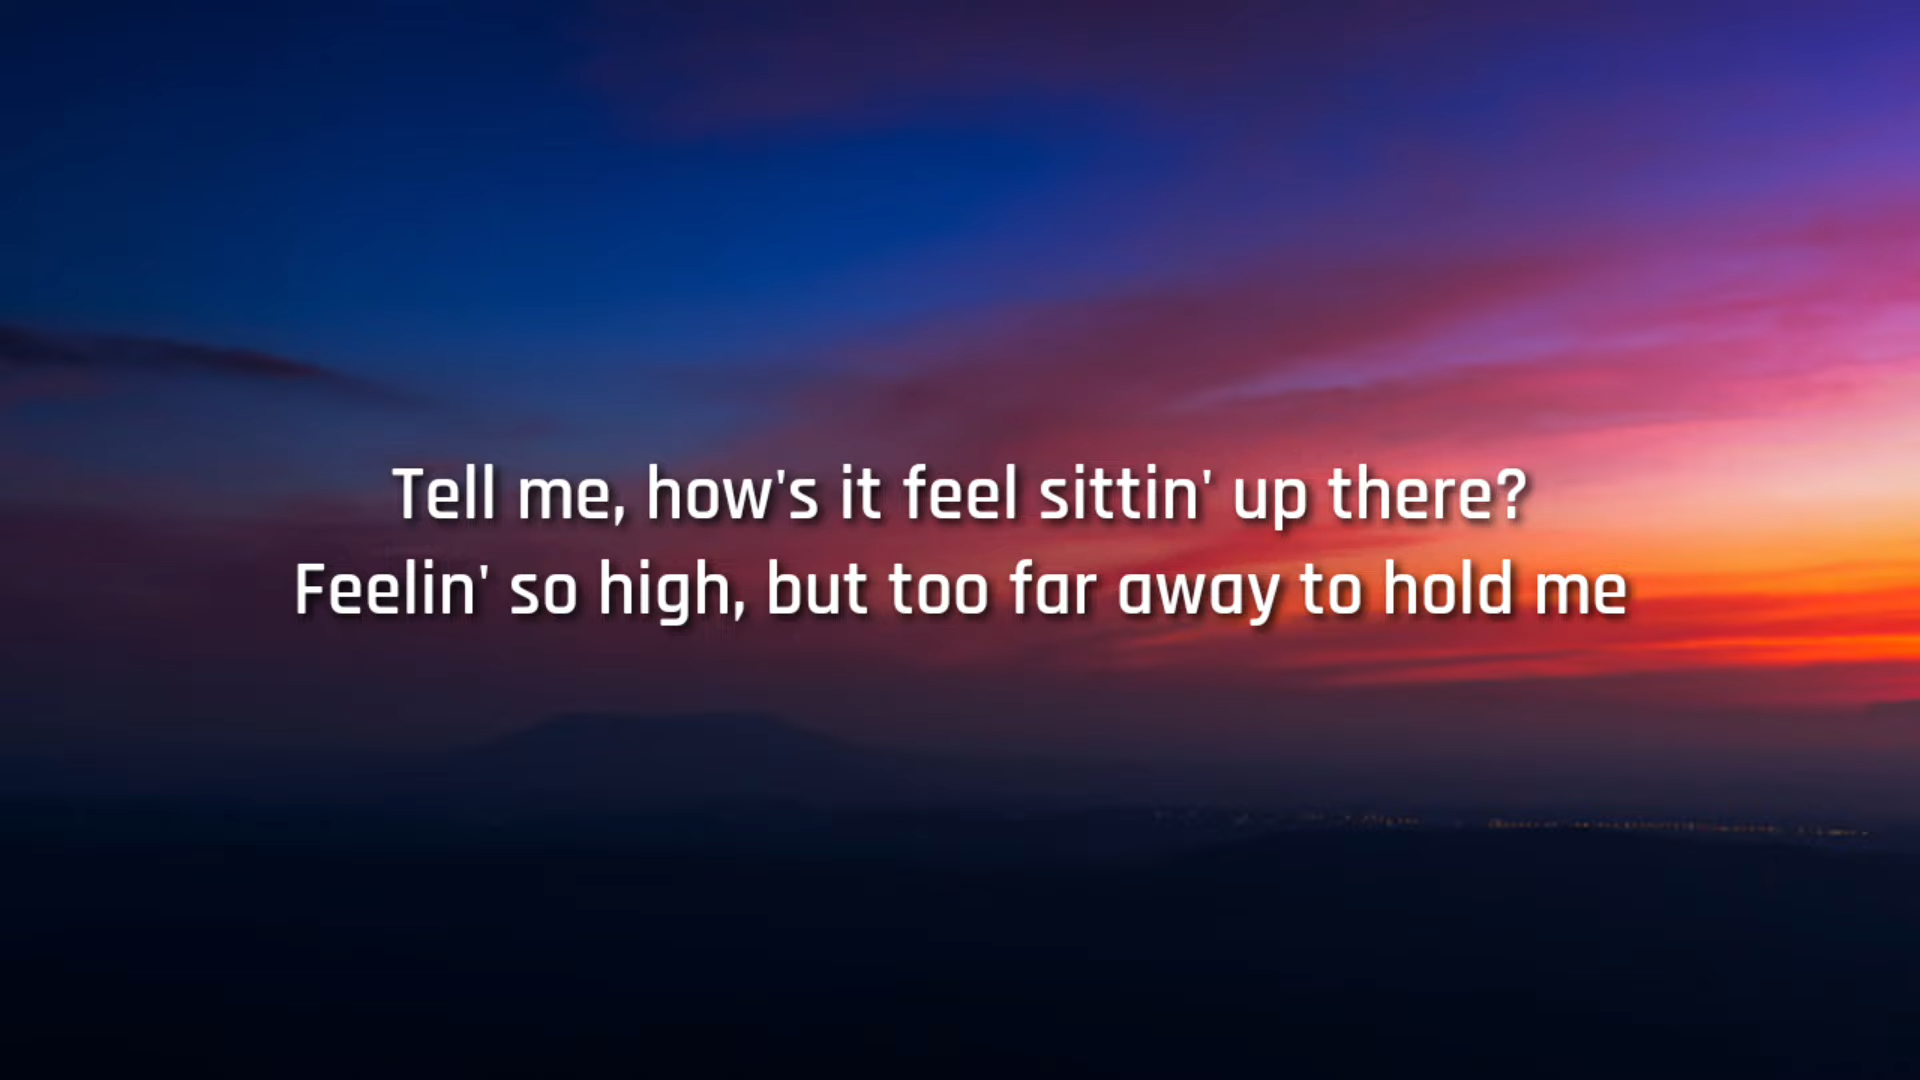 Tell me, how's it feel sittin' up there?
Feelin' so high, but too far away to hold me